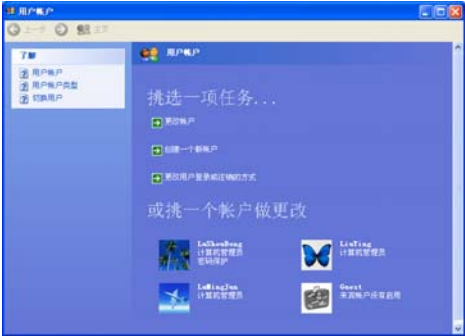 用户帐户
上一步
主页
了解
用户帐户
用户帐户类型
切换用户
用户帐户
挑选一项任务...
更改帐户
创建一个新帐户
更改用户登录或注销的方式
或挑一个帐户做更改
LuShouDong
计算机管理员
密码保护
LiuYing
计算机管理员
LuMingJun
计算机管理员
Guest
来宾帐户没有启用